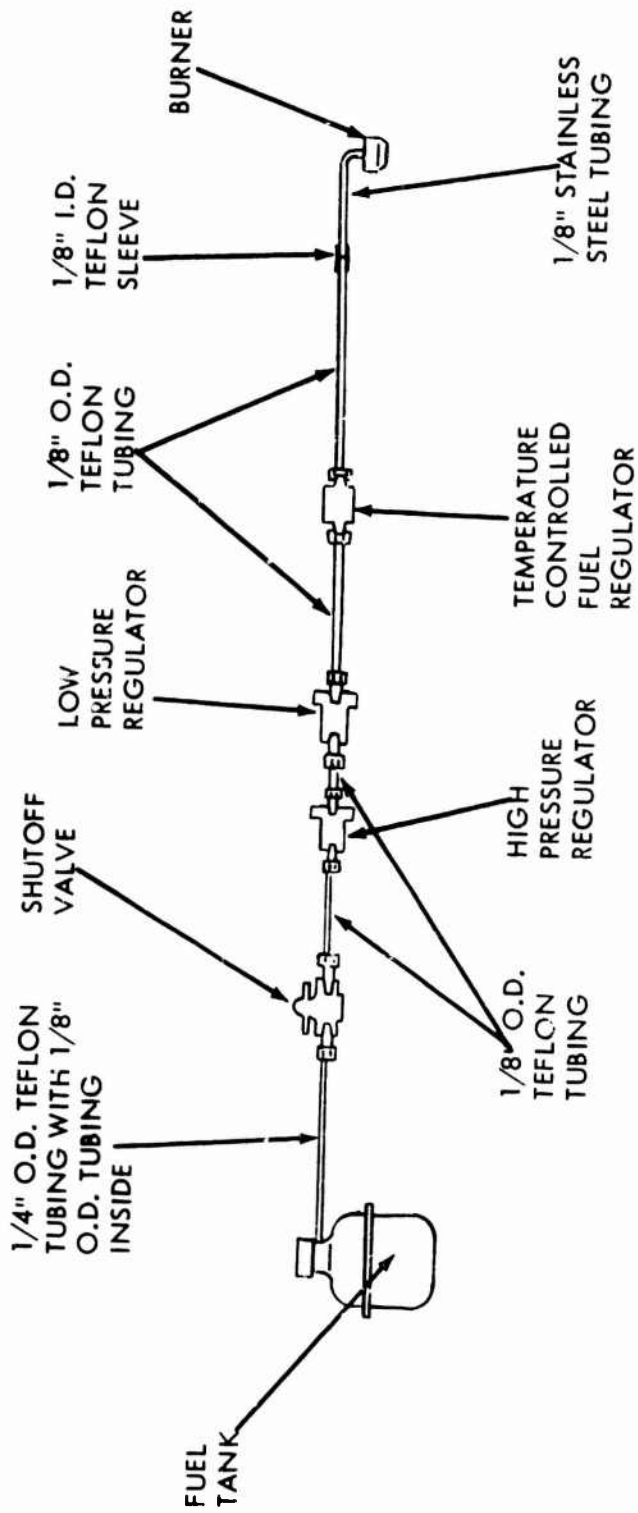 1/4" O.D. TEFLON
TUBING WITH 1/8"
O.D. TUBING
INSIDE
SHUTOFF
VALVE
LOW
PRESSURE
REGULATOR
1/8" O.D.
TEFLON
TUBING
1/8" I.D.
TEFLON
SLEEVE
BURNER
FUEL
TANK
1/8" O.D.
TEFLON
TUBING
HIGH
PRESSURE
REGULATOR
TEMPERATURE
CONTROLLED
FUEL
REGULATOR
1/8" STAINLESS
STEEL TUBING